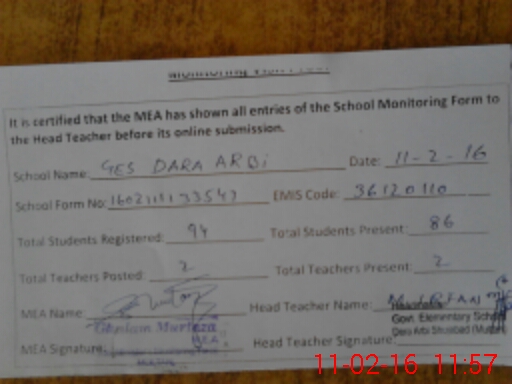 It is certified that the MEA has shown all entries of the School Monitoring Form to
the Head Teacher before its online submission.
School Name: GES DARA ARBi Date: 11-2-16
School Form No: EMIS Code: 36120110
Total Students Registered: 94 Total Students Present: 86
Total Teachers Posted: 2 Total Teachers Present: 2
MEA Name: Head Teacher Name:
Ghulam Murtaza Govt. Elementary School
MEA
MEA Signature: Head Teacher Signature:
11-02-16 11:57